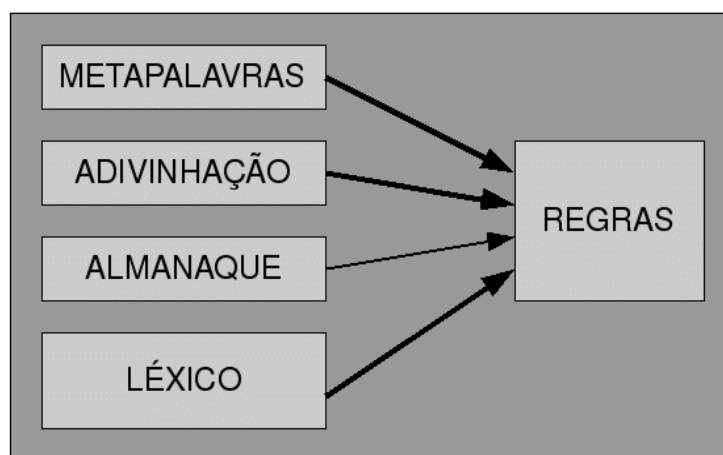 METAPALAVRAS
ADIVINHAÇÃO
ALMANAQUE
LÉXICO
REGRAS